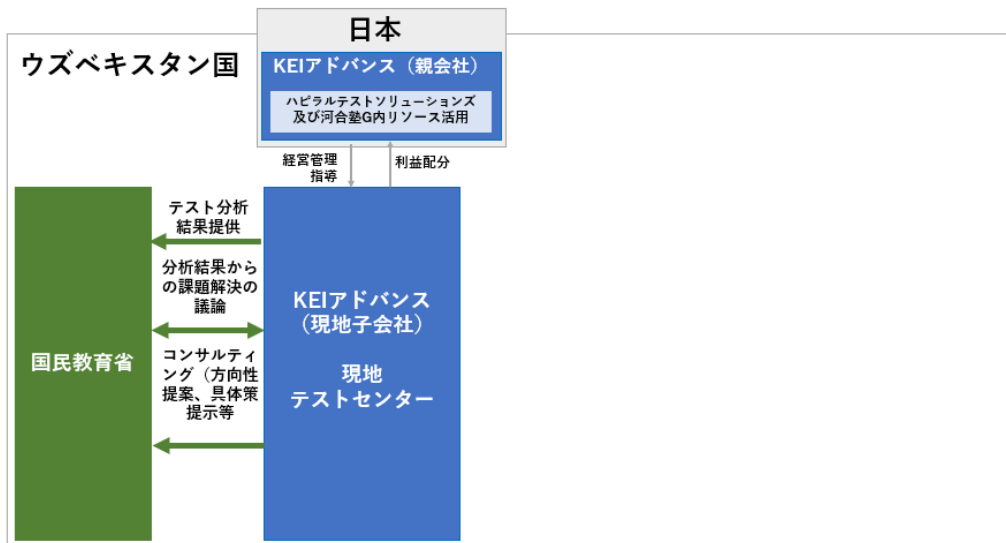 日本
ウズベキスタン国
KEIアドバンス（親会社）
ハピラルテストソリューションズ
及び河合塾G内リソース活用
経営管理
指導
利益配分
テスト分析
結果提供
分析結果から
の課題解決の
議論
コンサルティ
ング（方向性
提案、具体策
提示等
国民教育省
KEIアドバンス
（現地子会社）
現地
テストセンター